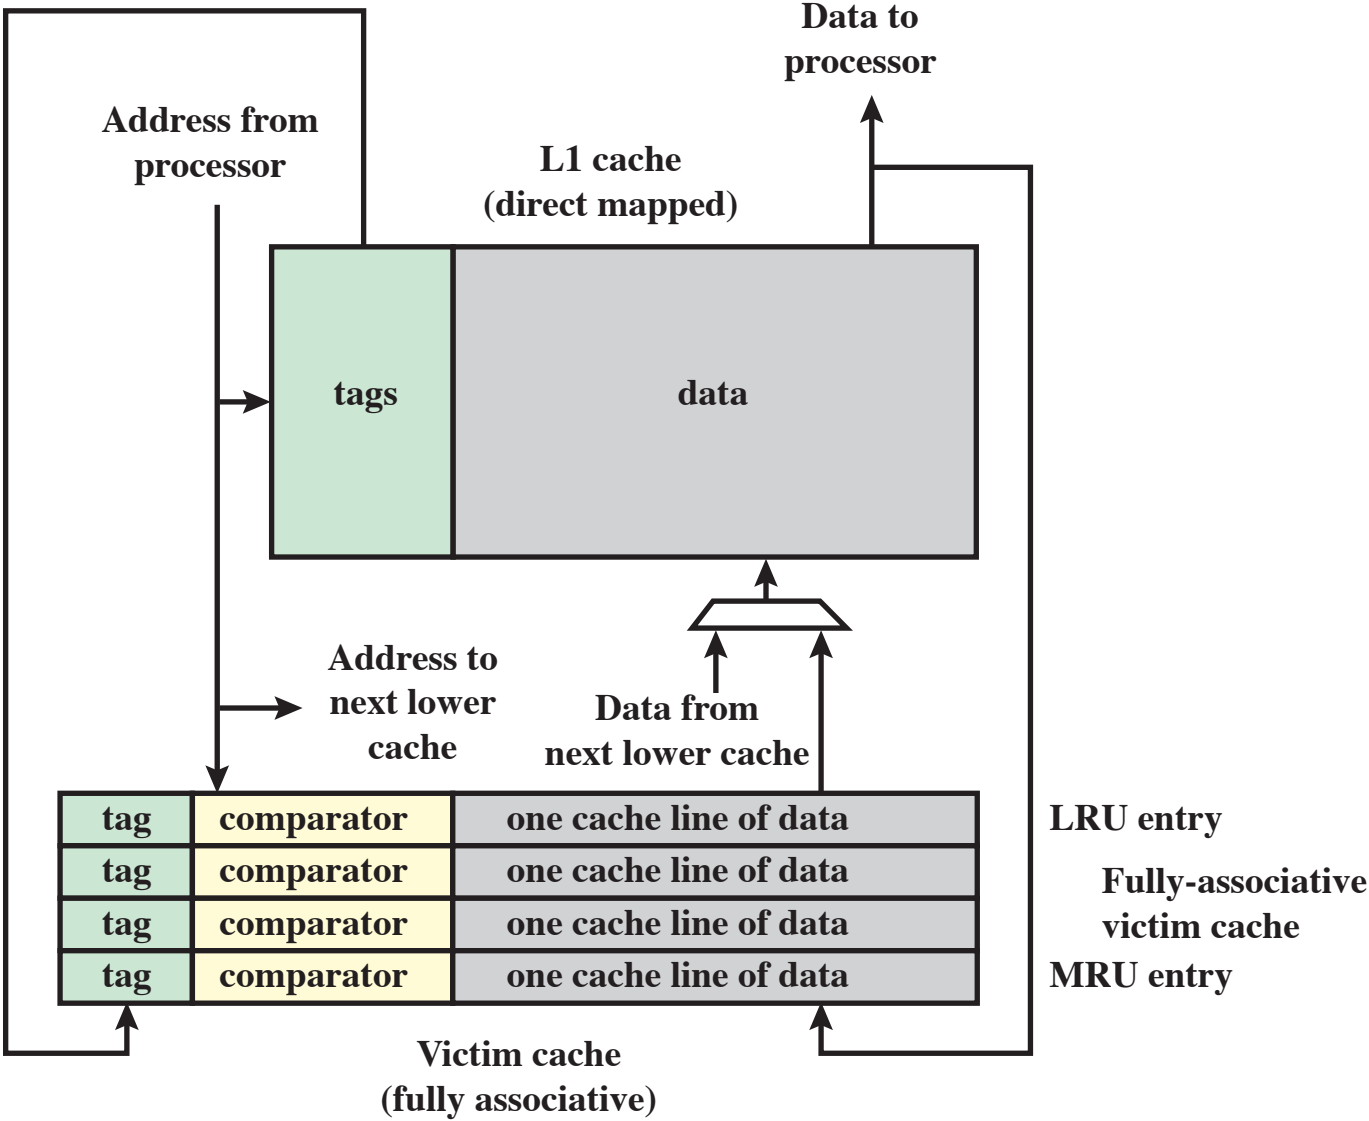 Data to
processor
Address from
processor
L1 cache
(direct mapped)
tags
data
Address to
next lower
cache
Data from
next lower cache
tag comparator one cache line of data LRU entry
tag comparator one cache line of data
Fully-associative
victim cache
tag comparator one cache line of data
tag comparator one cache line of data MRU entry
Victim cache
(fully associative)